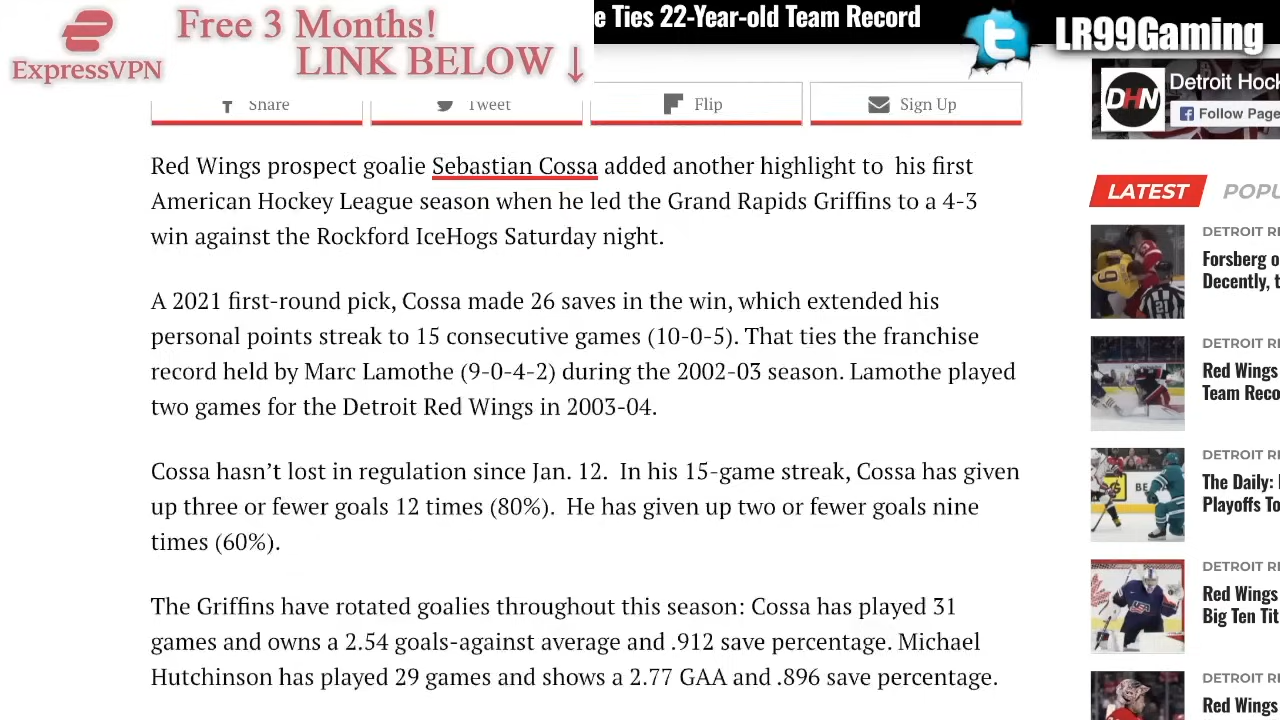 Free 3 Months!
LINK BELOW ↓
ExpressVPN
e Ties 22-Year-old Team Record
LR99Gaming
Share
Tweet
Flip
Sign Up
DHN
Detroit Hock
Follow Page
Red Wings prospect goalie Sebastian Cossa added another highlight to his first
American Hockey League season when he led the Grand Rapids Griffins to a 4-3
win against the Rockford IceHogs Saturday night.
A 2021 first-round pick, Cossa made 26 saves in the win, which extended his
personal points streak to 15 consecutive games (10-0-5). That ties the franchise
record held by Marc Lamothe (9-0-4-2) during the 2002-03 season. Lamothe played
two games for the Detroit Red Wings in 2003-04.
Cossa hasn’t lost in regulation since Jan. 12. In his 15-game streak, Cossa has given
up three or fewer goals 12 times (80%). He has given up two or fewer goals nine
times (60%).
The Griffins have rotated goalies throughout this season: Cossa has played 31
games and owns a 2.54 goals-against average and .912 save percentage. Michael
Hutchinson has played 29 games and shows a 2.77 GAA and .896 save percentage.
LATEST
POPU
DETROIT RE
Forsberg o
Decently, t
DETROIT RE
Red Wings
Team Reco
DETROIT RE
The Daily:
Playoffs To
DETROIT RE
Red Wings
Big Ten Tit
DETROIT RE
Red Wings